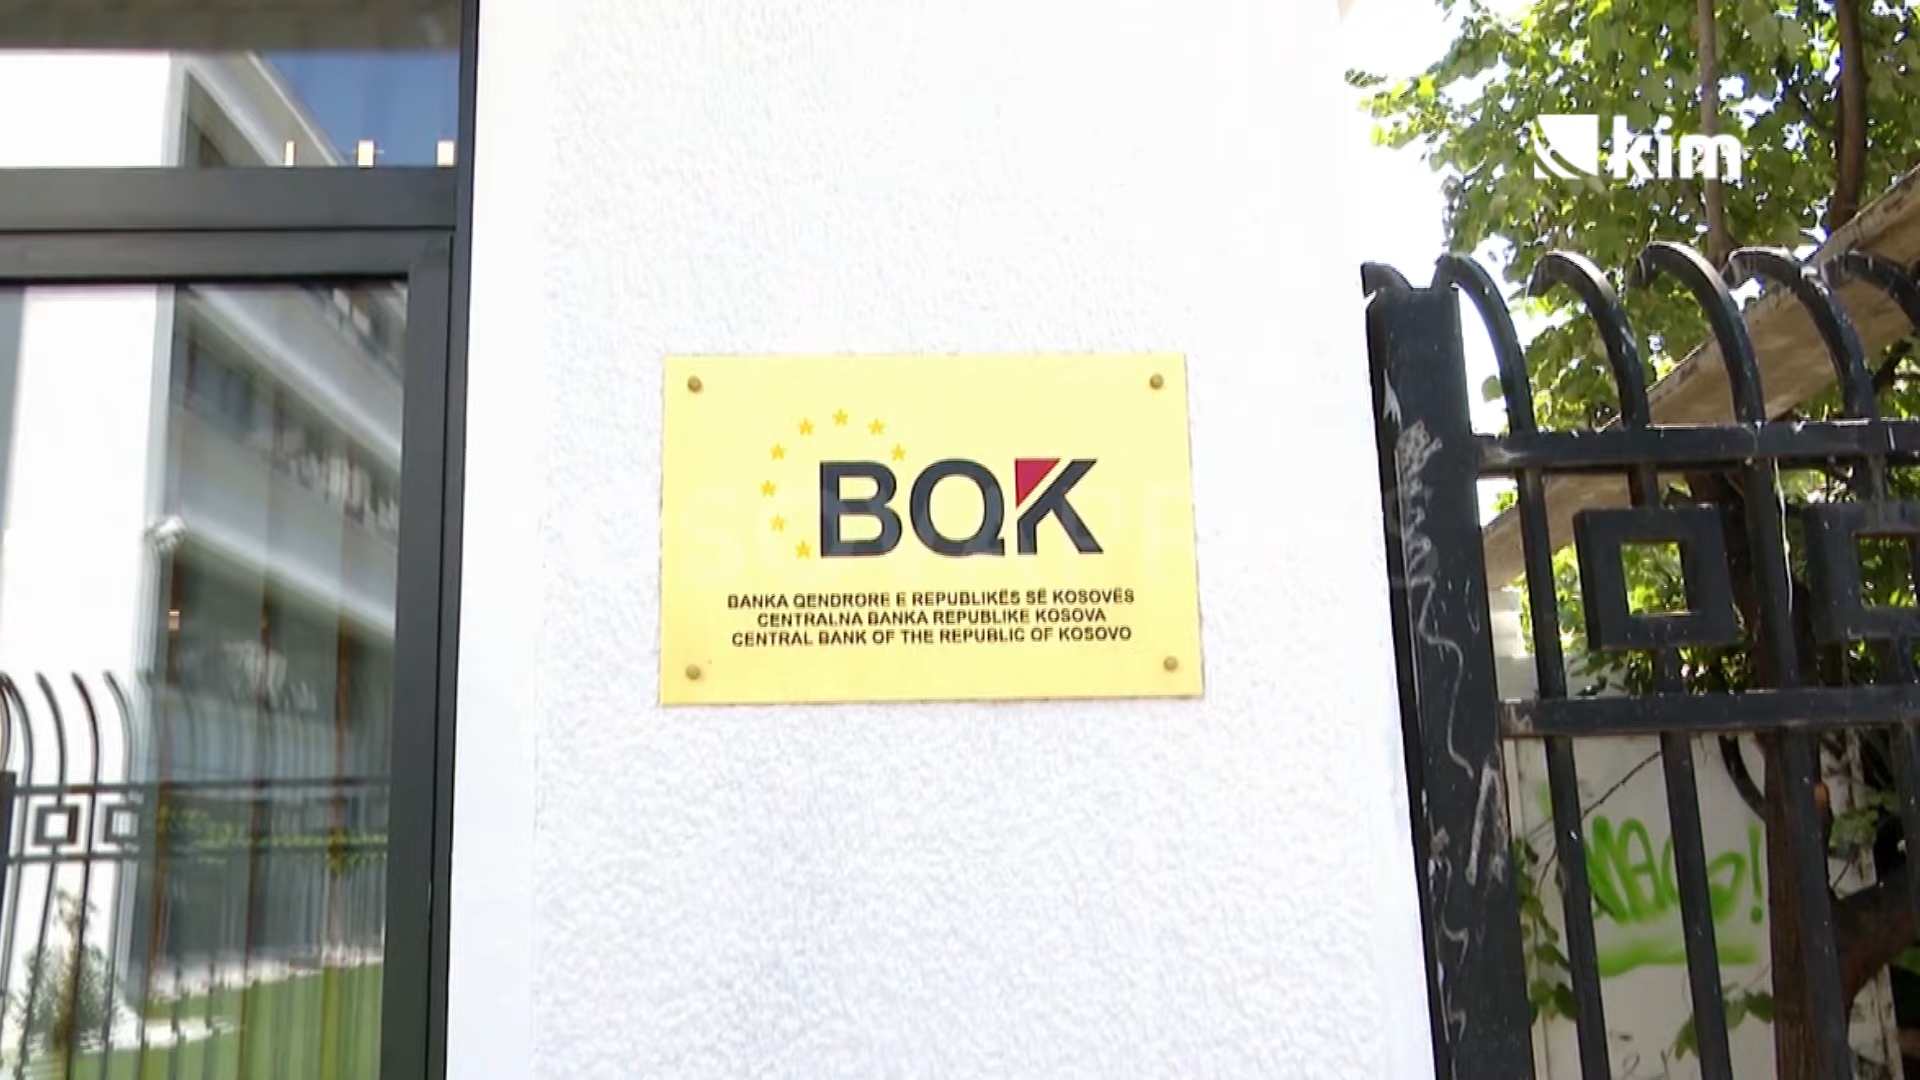 kim
BQK
BANKA QENDRORE E REPUBLIKËS SË KOSOVËS
CENTRALNA BANKA REPUBLIKE KOSOVA
CENTRAL BANK OF THE REPUBLIC OF KOSOVO